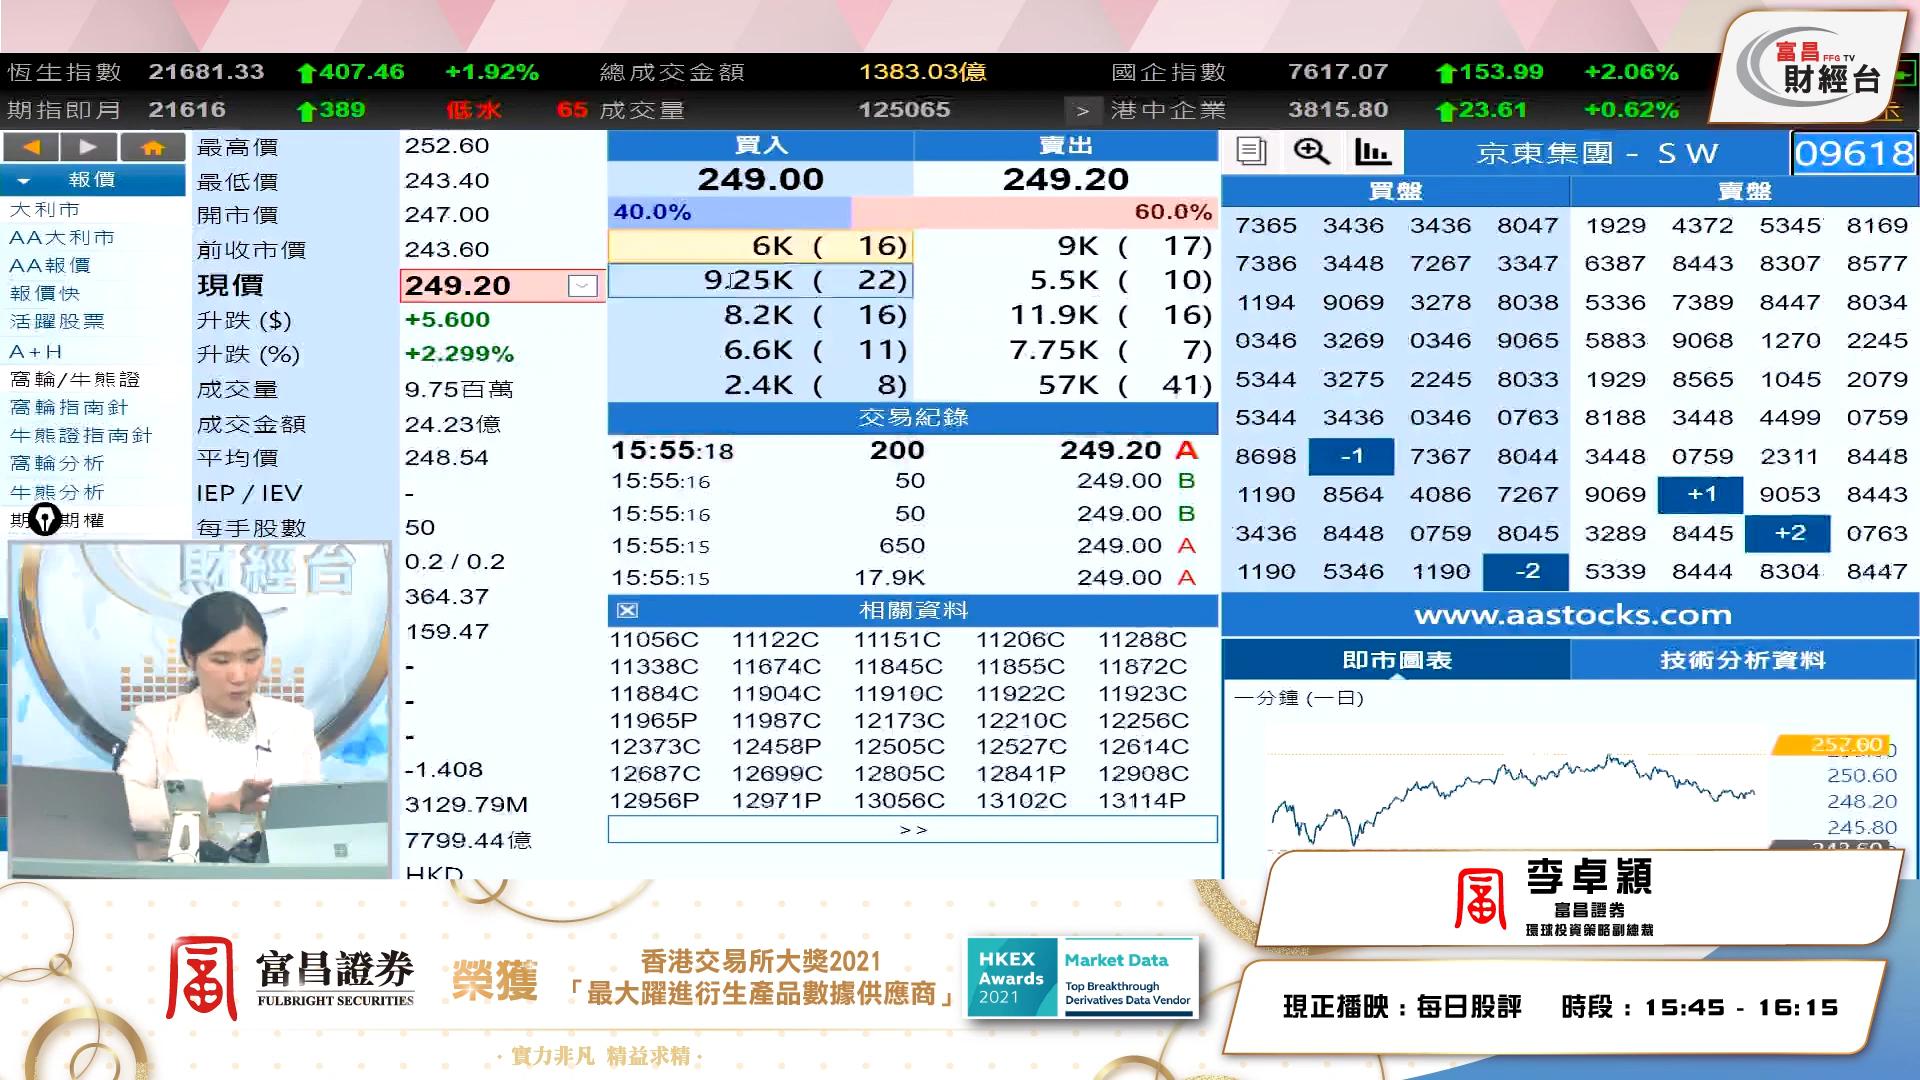 恆生指數 21681.33 407.46 +1.92% 總成交金額 1383.03億 國企指數 7617.07 153.99 +2.06%
期指即月 21616 389 低水 65 成交量 125065 > 港中企業 3815.80 23.61 +0.62%
富昌 FFG TV
財經台
報價
大利市
AA大利市
AA報價
報價快
活躍股票
A+H
窩輪/牛熊證
窩輪指南針
牛熊證指南針
窩輪分析
牛熊分析
期 期權
最高價 252.60
最低價 243.40
開市價 247.00
前收市價 243.60
現價 249.20
升跌 ($) +5.600
升跌 (%) +2.299%
成交量 9.75百萬
成交金額 24.23億
平均價 248.54
IEP / IEV -
每手股數 50
0.2 / 0.2
364.37
159.47
-
-
-
-1.408
3129.79M
7799.44億
HKD
財經台
買入 賣出
249.00 249.20
40.0% 60.0%
6K ( 16) 9K ( 17)
9.25K ( 22) 5.5K ( 10)
8.2K ( 16) 11.9K ( 16)
6.6K ( 11) 7.75K ( 7)
2.4K ( 8) 57K ( 41)
交易紀錄
15:55:18 200 249.20 A
15:55:16 50 249.00 B
15:55:16 50 249.00 B
15:55:15 650 249.00 A
15:55:15 17.9K 249.00 A
相關資料
11056C 11122C 11151C 11206C 11288C
11338C 11674C 11845C 11855C 11872C
11884C 11904C 11910C 11922C 11923C
11965P 11987C 12173C 12210C 12256C
12373C 12458P 12505C 12527C 12614C
12687C 12699C 12805C 12841P 12908C
12956P 12971P 13056C 13102C 13114P
>>
京東集團 - S W 09618
買盤 賣盤
7365 3436 3436 8047 1929 4372 5345 8169
7386 3448 7267 3347 6387 8443 8307 8577
1194 9069 3278 8038 5336 7389 8447 8034
0346 3269 0346 9065 5883 9068 1270 2245
5344 3275 2245 8033 1929 8565 1045 2079
5344 3436 0346 0763 8188 3448 4499 0759
8698 -1 7367 8044 3448 0759 2311 8448
1190 8564 4086 7267 9069 +1 9053 8443
3436 8448 0759 8045 3289 8445 +2 0763
1190 5346 1190 -2 5339 8444 8304 8447
www.aastocks.com
即市圖表 技術分析資料
一分鐘 (一日)
257.60
250.60
248.20
245.80
李卓穎
富昌證券
環球投資策略副總裁
現正播映：每日股評 時段：15:45 - 16:15
富昌證券
FULBRIGHT SECURITIES
榮獲
香港交易所大獎2021
「最大躍進衍生產品數據供應商」
HKEX
Awards
2021
Market Data
Top Breakthrough
Derivatives Data Vendor
·實力非凡 精益求精·